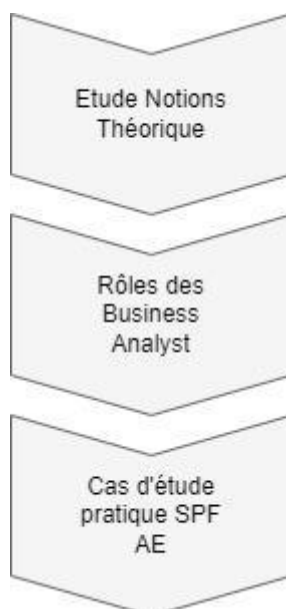 Etude Notions
Théorique
Rôles des
Business
Analyst
Cas d'étude
pratique SPF
AE